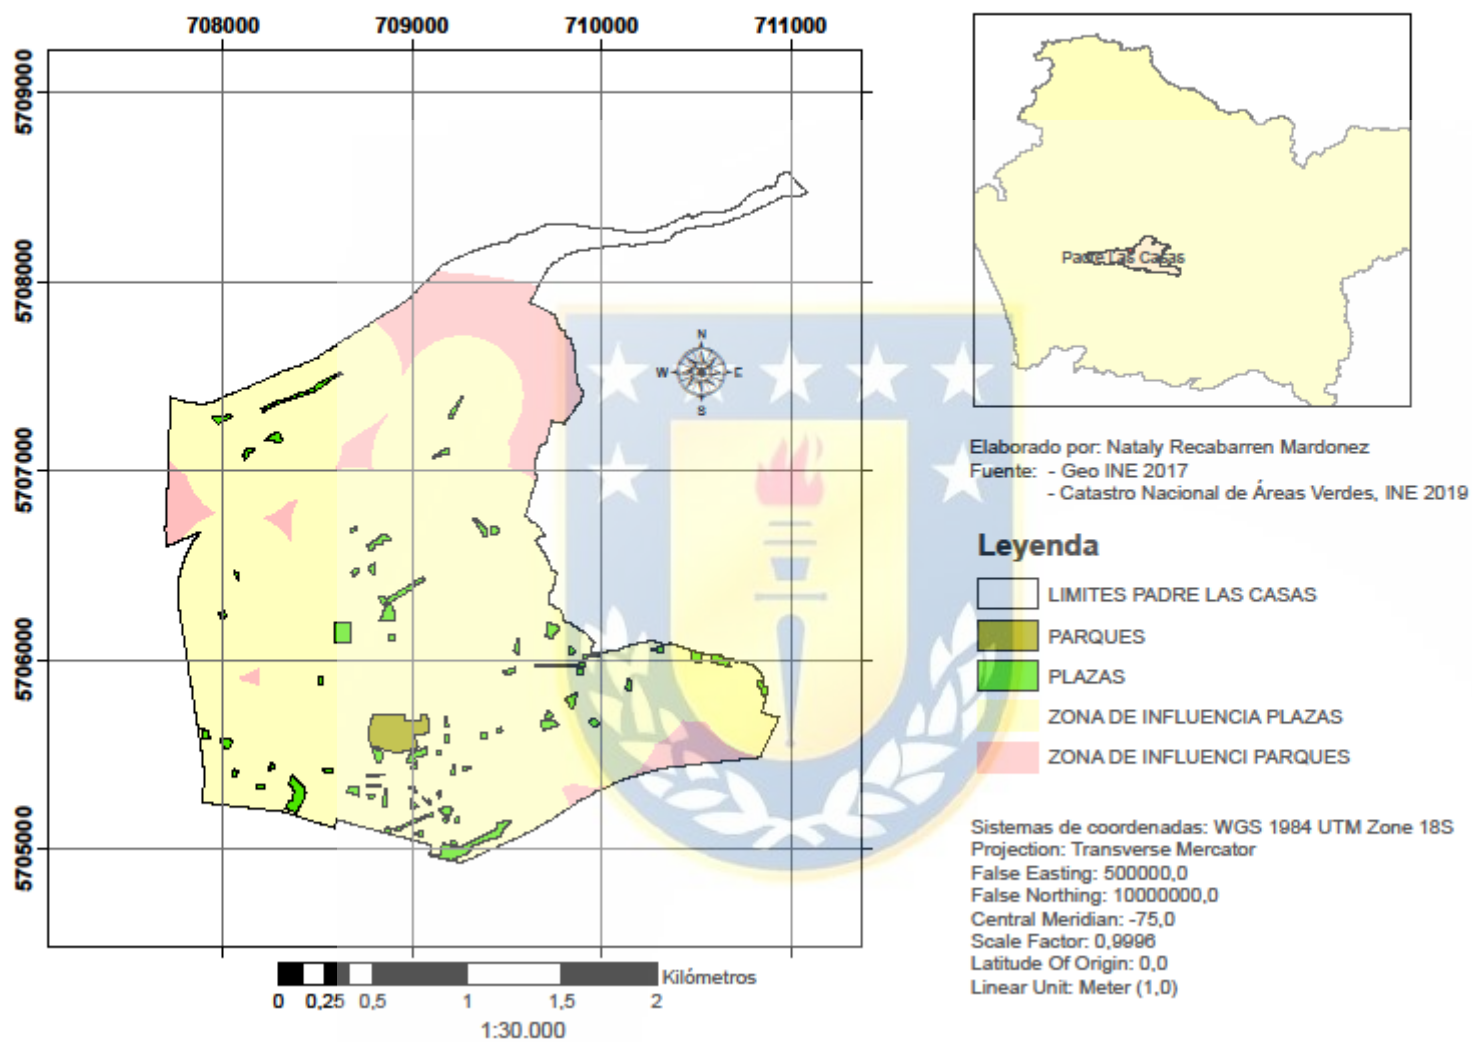 708000 709000 710000 711000
5709000
5708000
5707000
5706000
5705000
N
W E
S
Padre Las Casas
Elaborado por: Nataly Recabarren Mardonez
Fuente: - Geo INE 2017
- Catastro Nacional de Áreas Verdes, INE 2019
Leyenda
LIMITES PADRE LAS CASAS
PARQUES
PLAZAS
ZONA DE INFLUENCIA PLAZAS
ZONA DE INFLUENCI PARQUES
Sistemas de coordenadas: WGS 1984 UTM Zone 18S
Projection: Transverse Mercator
False Easting: 500000,0
False Northing: 10000000,0
Central Meridian: -75,0
Scale Factor: 0,9996
Latitude Of Origin: 0,0
Linear Unit: Meter (1,0)
Kilómetros
0 0,25 0,5 1 1,5 2
1:30.000